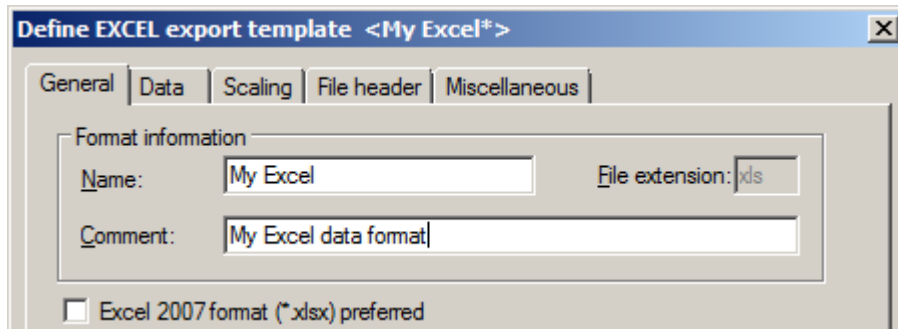 Define EXCEL export template <My Excel*>
General Data Scaling File header Miscellaneous
Format information
Name: My Excel File extension: xls
Comment: My Excel data format
Excel 2007 format (*.xlsx) preferred